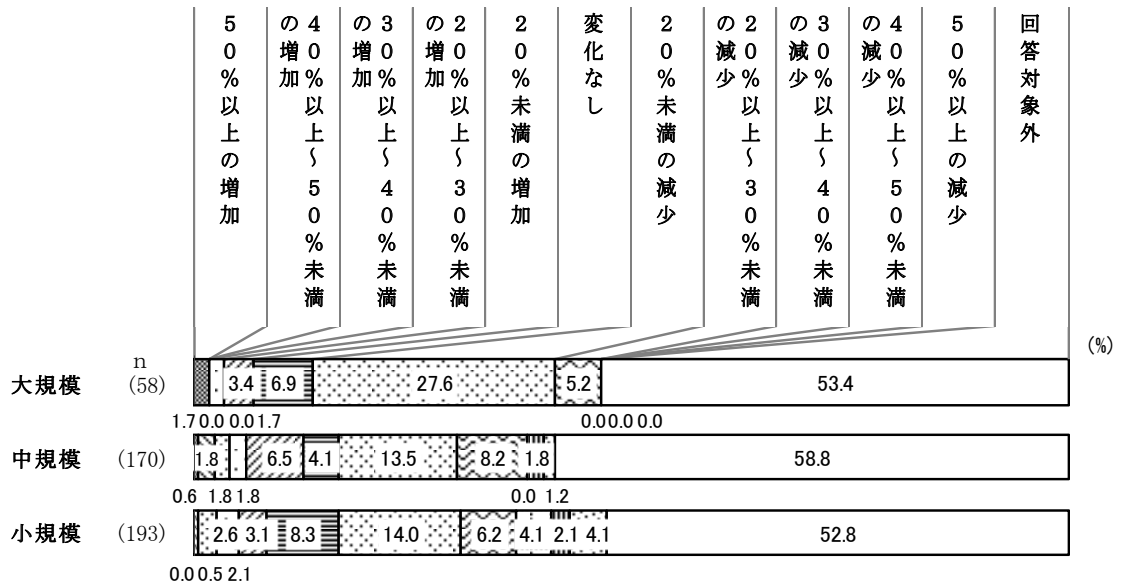 50%以上の増加
40%以上～50%未満の増加
30%以上～40%未満の増加
20%以上～30%未満の増加
20%未満の増加
変化なし
20%未満の減少
20%以上～30%未満の減少
30%以上～40%未満の減少
40%以上～50%未満の減少
50%以上の減少
回答対象外
(%)
n
大規模 (58) 3.4 6.9 27.6 5.2 53.4
1.7 0.0 0.0 1.7 0.0 0.0 0.0 0.0
中規模 (170) 1.8 6.5 4.1 13.5 8.2 1.8 58.8
0.6 1.8 1.8 0.0 1.2
小規模 (193) 2.6 3.1 8.3 14.0 6.2 4.1 2.1 4.1 52.8
0.0 0.5 2.1